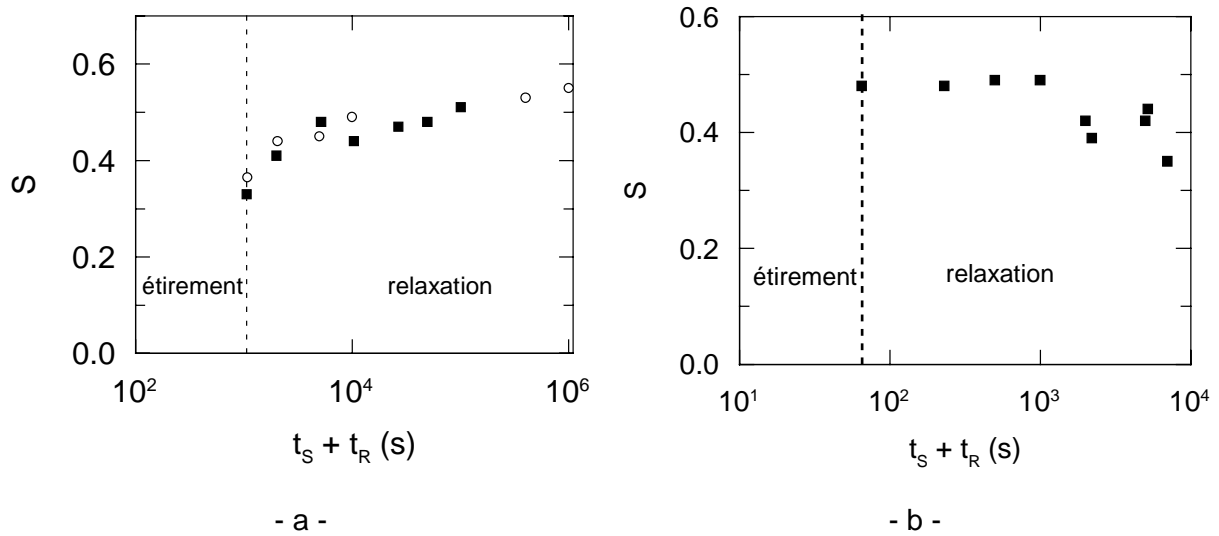 0.6
0.4
0.2
0.0
S
étirement
relaxation
10² 10⁴ 10⁶
t_S + t_R (s)
- a -
0.6
0.4
0.2
0.0
S
étirement
relaxation
10¹ 10² 10³ 10⁴
t_S + t_R (s)
- b -